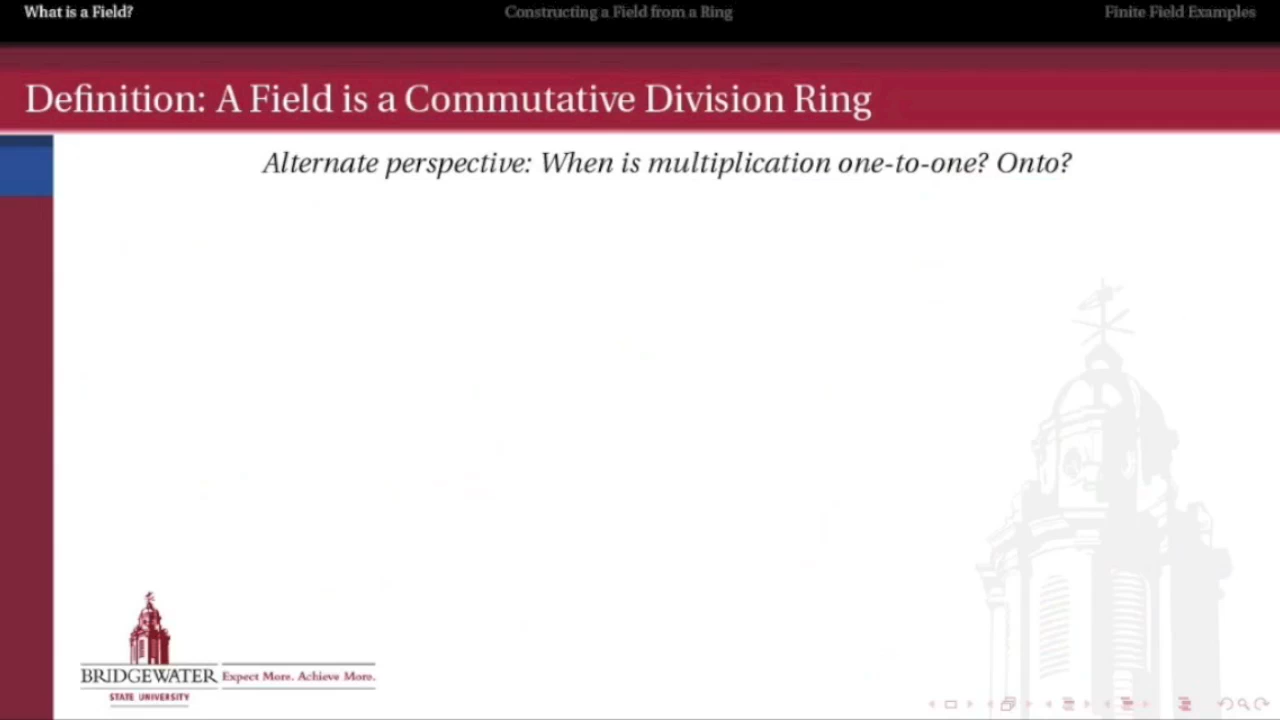 What is a Field?
Constructing a Field from a Ring
Finite Field Examples
Definition: A Field is a Commutative Division Ring
Alternate perspective: When is multiplication one-to-one? Onto?
BRIDGEWATER
STATE UNIVERSITY
Expect More. Achieve More.